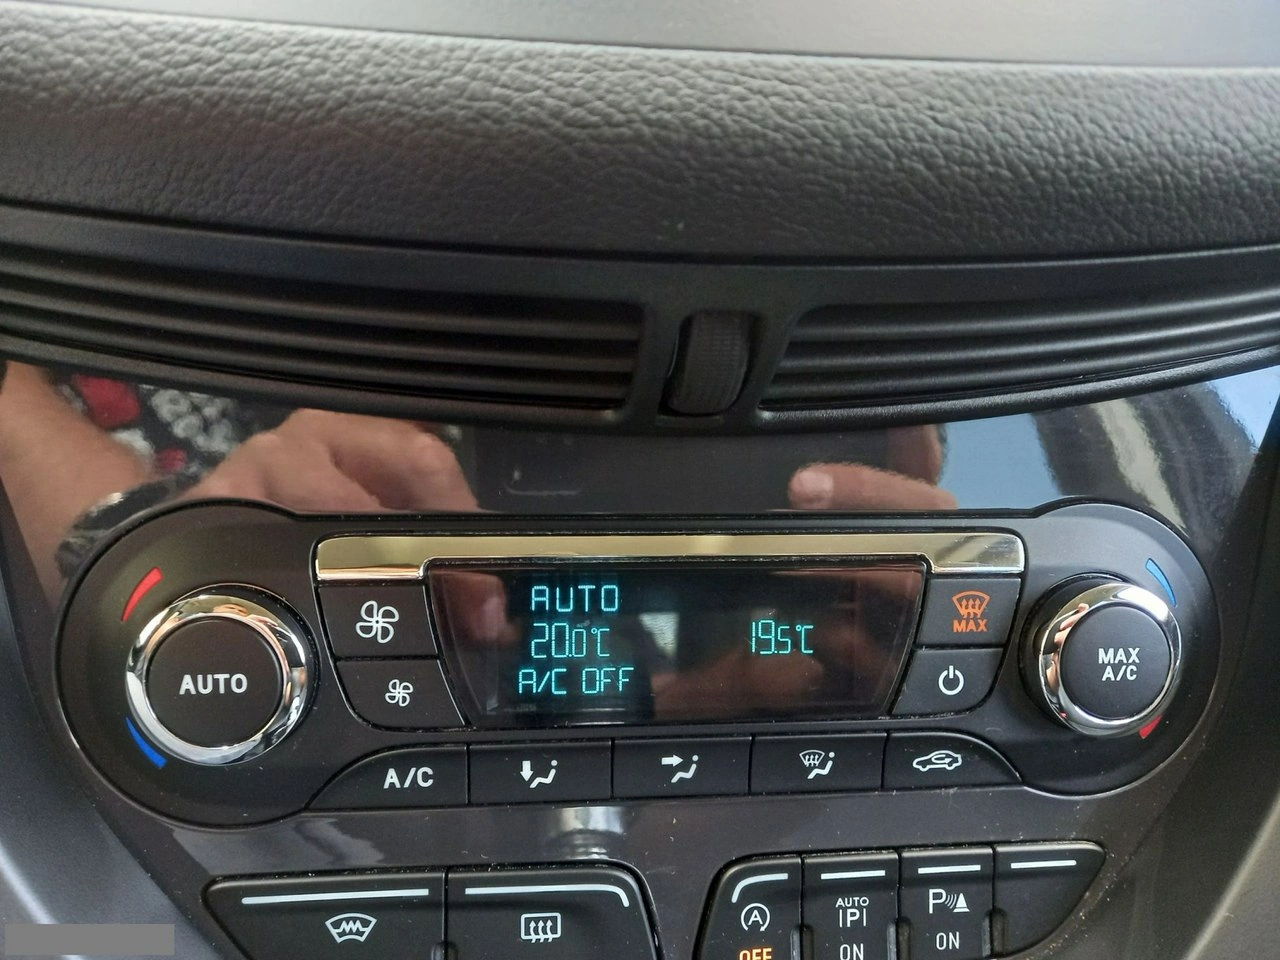 AUTO
20.0°C 19.5°C
A/C OFF
AUTO
MAX
MAX
A/C
A/C
A
AUTO
P
P
OFF
ON
ON